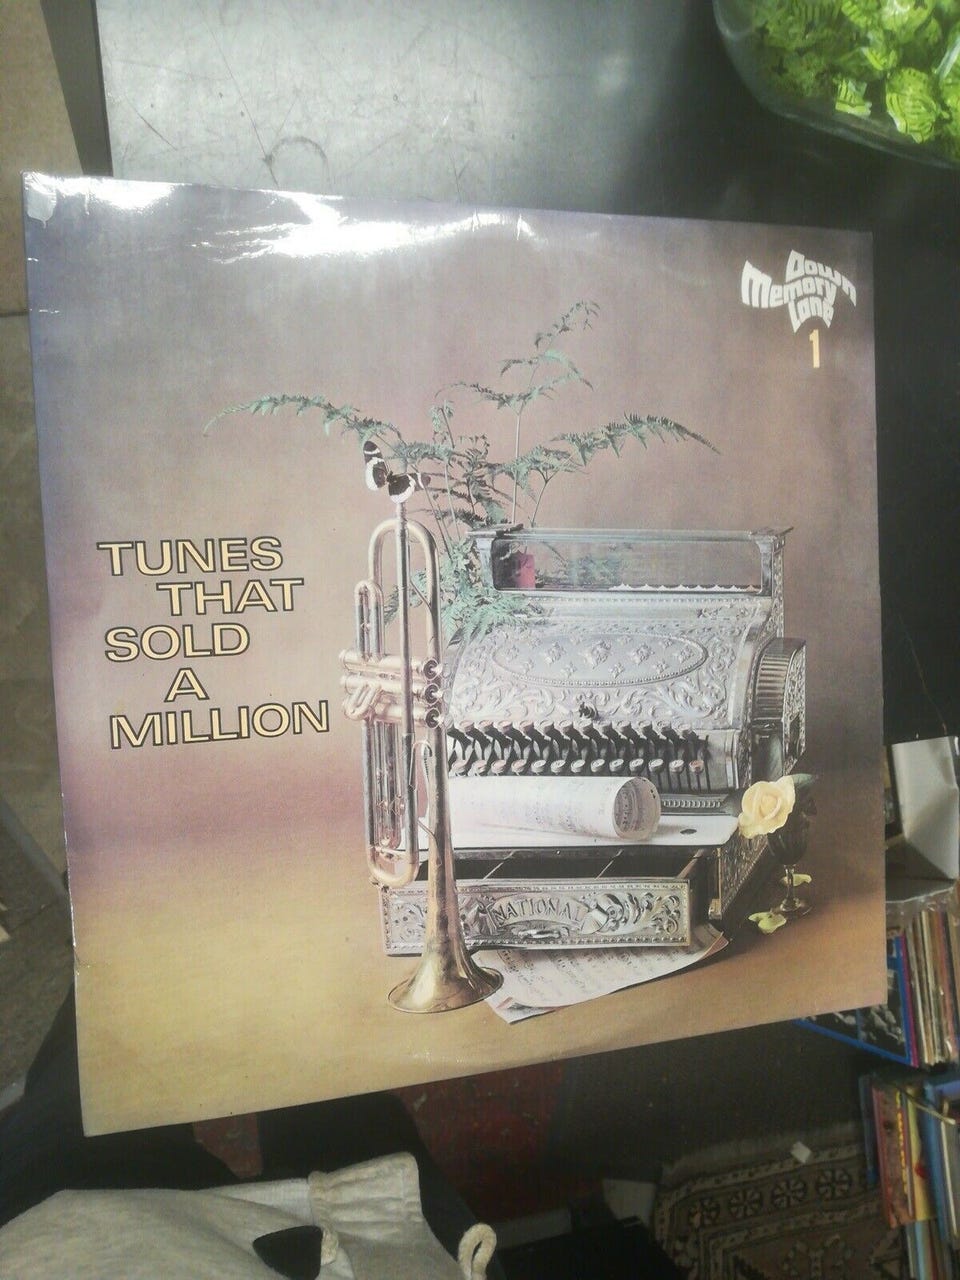 Down
Memory
Lane
1
TUNES
THAT
SOLD
A
MILLION
NATIONAL